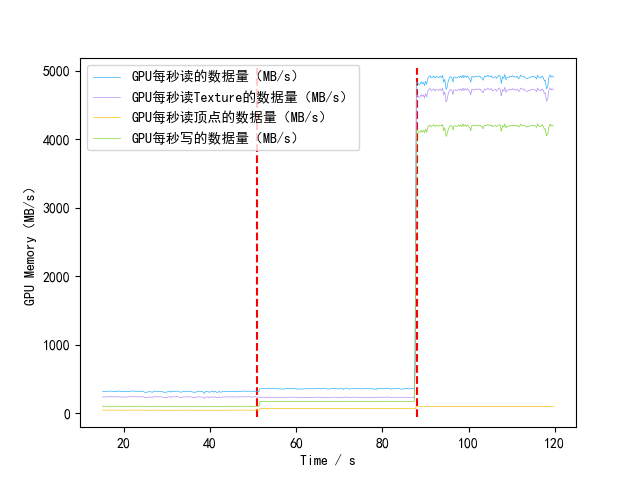 GPU每秒读的数据量 (MB/s)
GPU每秒读Texture的数据量 (MB/s)
GPU每秒读顶点的数据量 (MB/s)
GPU每秒写的数据量 (MB/s)
5000
4000
3000
2000
1000
0
GPU Memory (MB/s)
20 40 60 80 100 120
Time / s